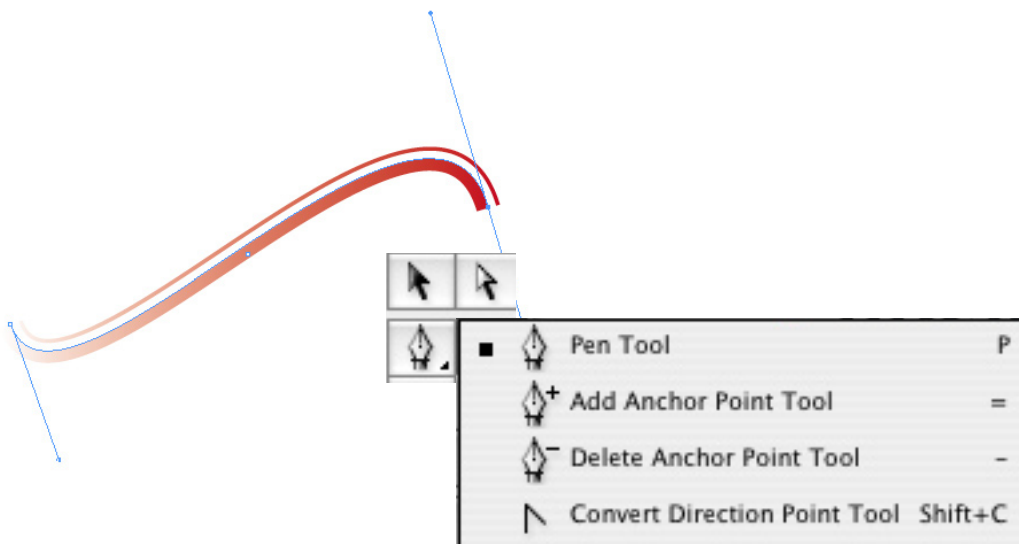 Pen Tool P
Add Anchor Point Tool =
Delete Anchor Point Tool –
Convert Direction Point Tool Shift+C